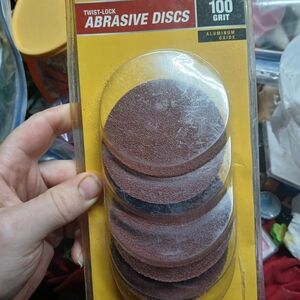 TWIST-LOCK
ABRASIVE DISCS
100
GRIT
ALUMINUM
OXIDE